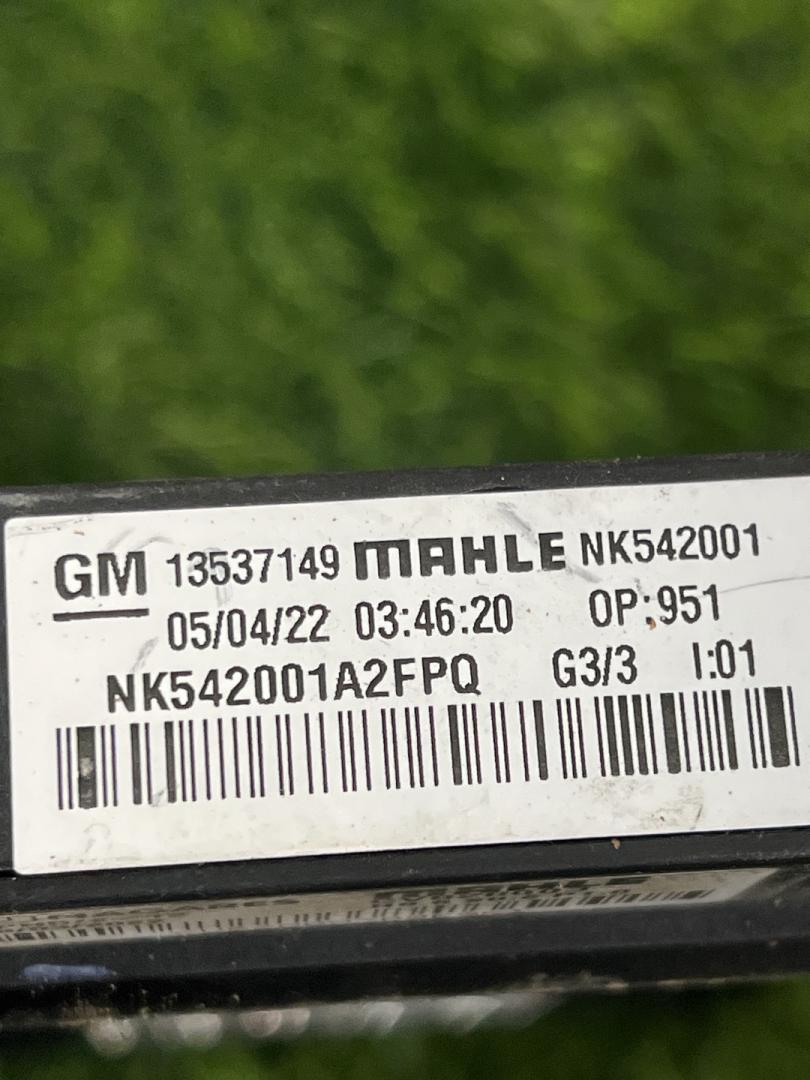 GM 13537149 MAHLE NK542001
05/04/22 03:46:20 OP:951
NK542001A2FPQ G3/3 I:01